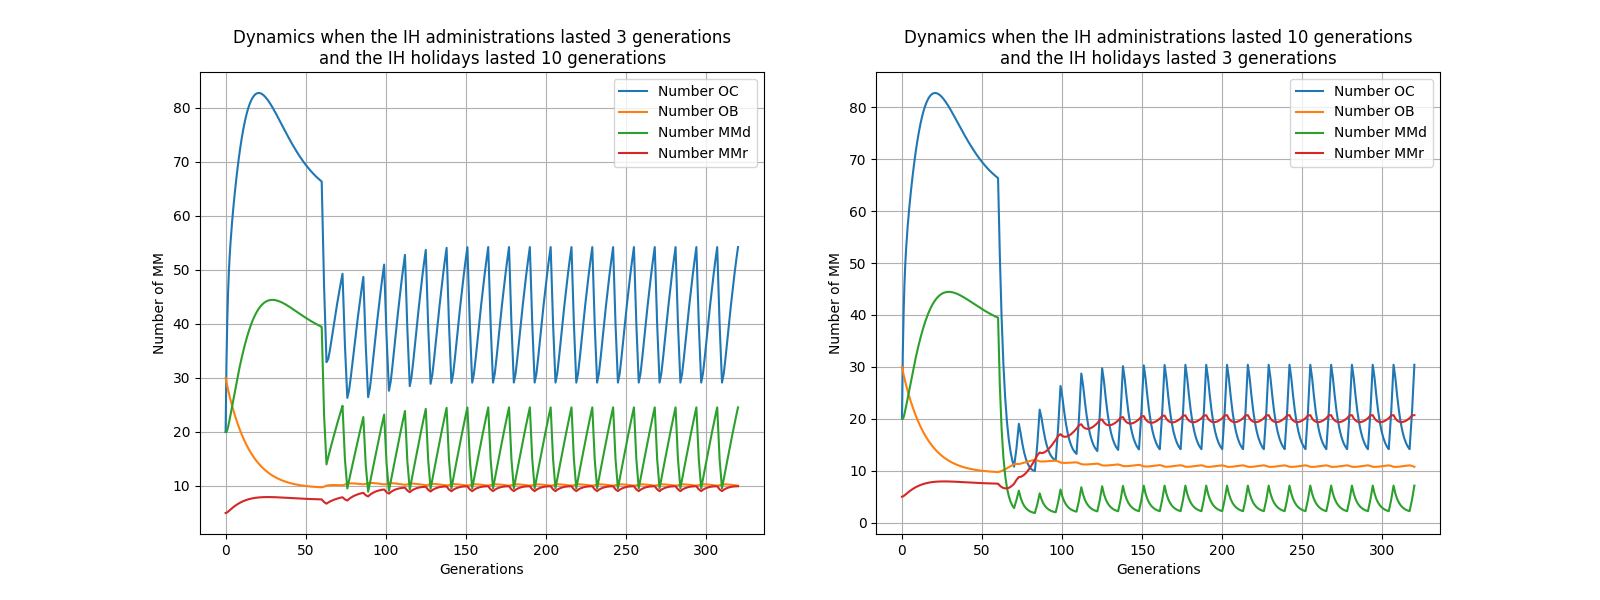 Dynamics when the IH administrations lasted 3 generations
and the IH holidays lasted 10 generations
Number of MM
80
70
60
50
40
30
20
10
0
50
100
150
200
250
300
Generations
Number OC
Number OB
Number MMd
Number MMr
Dynamics when the IH administrations lasted 10 generations
and the IH holidays lasted 3 generations
Number of MM
80
70
60
50
40
30
20
10
0
0
50
100
150
200
250
300
Generations
Number OC
Number OB
Number MMd
Number MMr